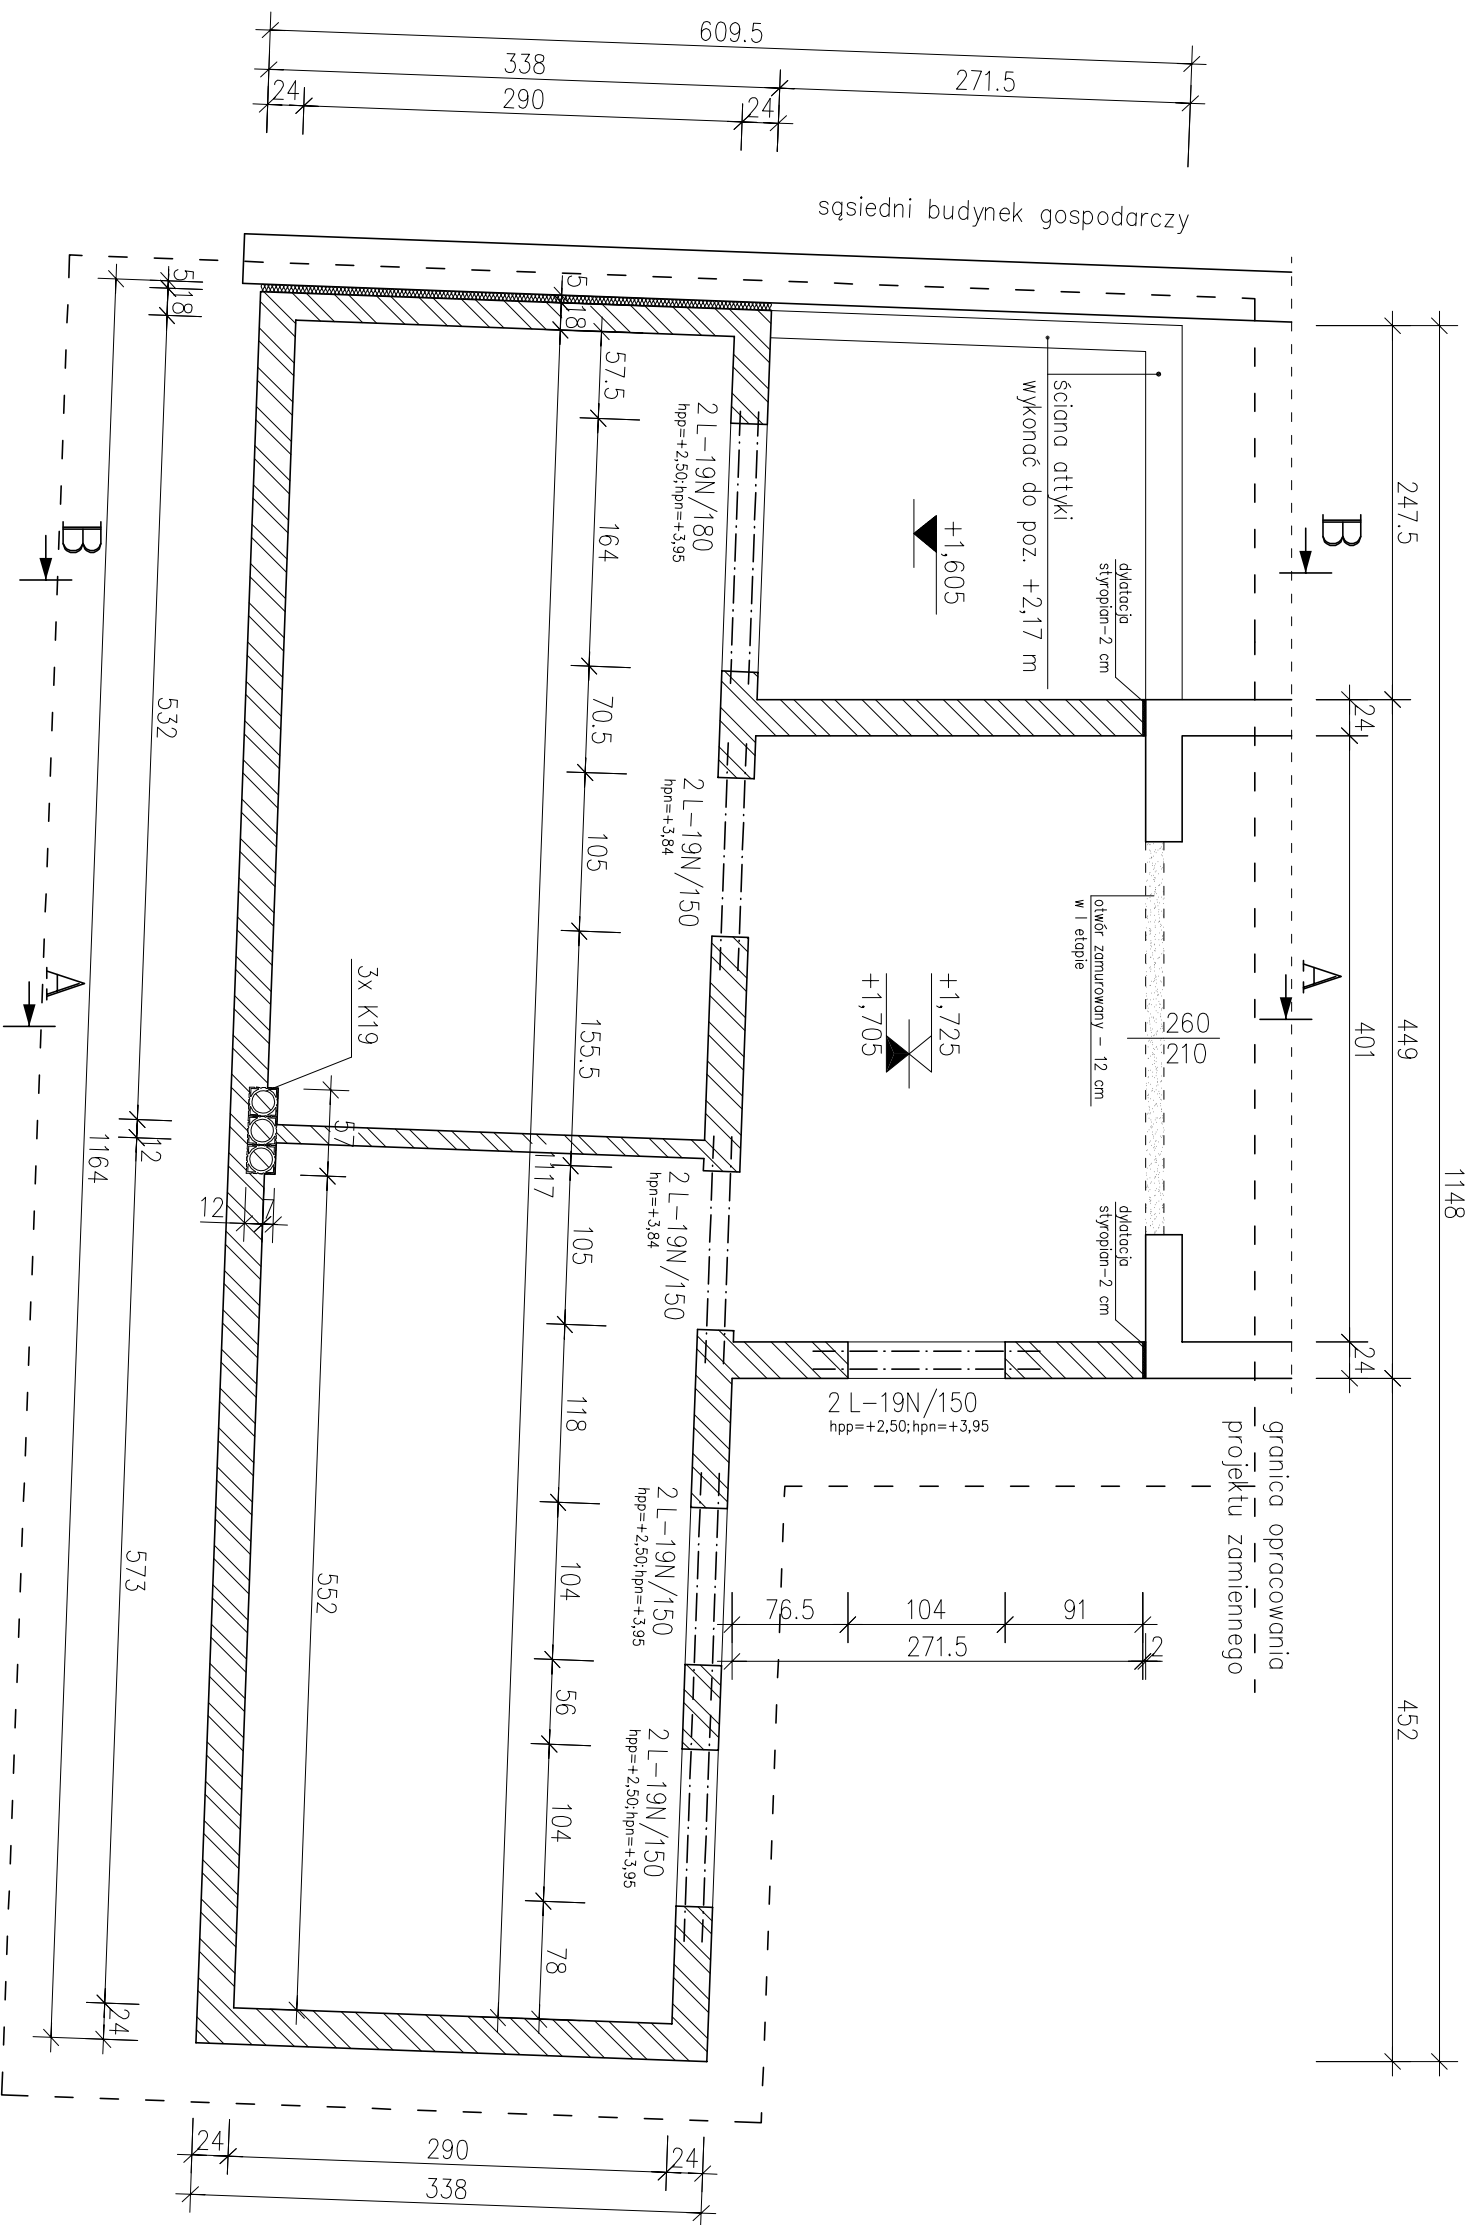 609.5
338
271.5
24
290
24
sąsiedni budynek gospodarczy
1148
247.5
449
452
24
401
24
B
A
B
A
granica opracowania
projektu zamiennego
260
210
ściana attyki
wykonać do poz. +2,17 m
dylatacja
styropian-2 cm
otwór zamurowany - 12 cm
w I etapie
dylatacja
styropian-2 cm
+1,605
+1,725
+1,705
2 L-19N/150
hpp=+2,50;hpn=+3,95
76.5
104
91
271.5
2
2 L-19N/180
hpp=+2,50;hpn=+3,95
2 L-19N/150
hpn=+3,84
2 L-19N/150
hpn=+3,84
2 L-19N/150
hpp=+2,50;hpn=+3,95
2 L-19N/150
hpp=+2,50;hpn=+3,95
57.5
164
70.5
105
155.5
105
118
104
56
104
78
5
18
1117
3x K19
57
552
12
7
5
18
532
12
573
24
1164
24
290
24
338